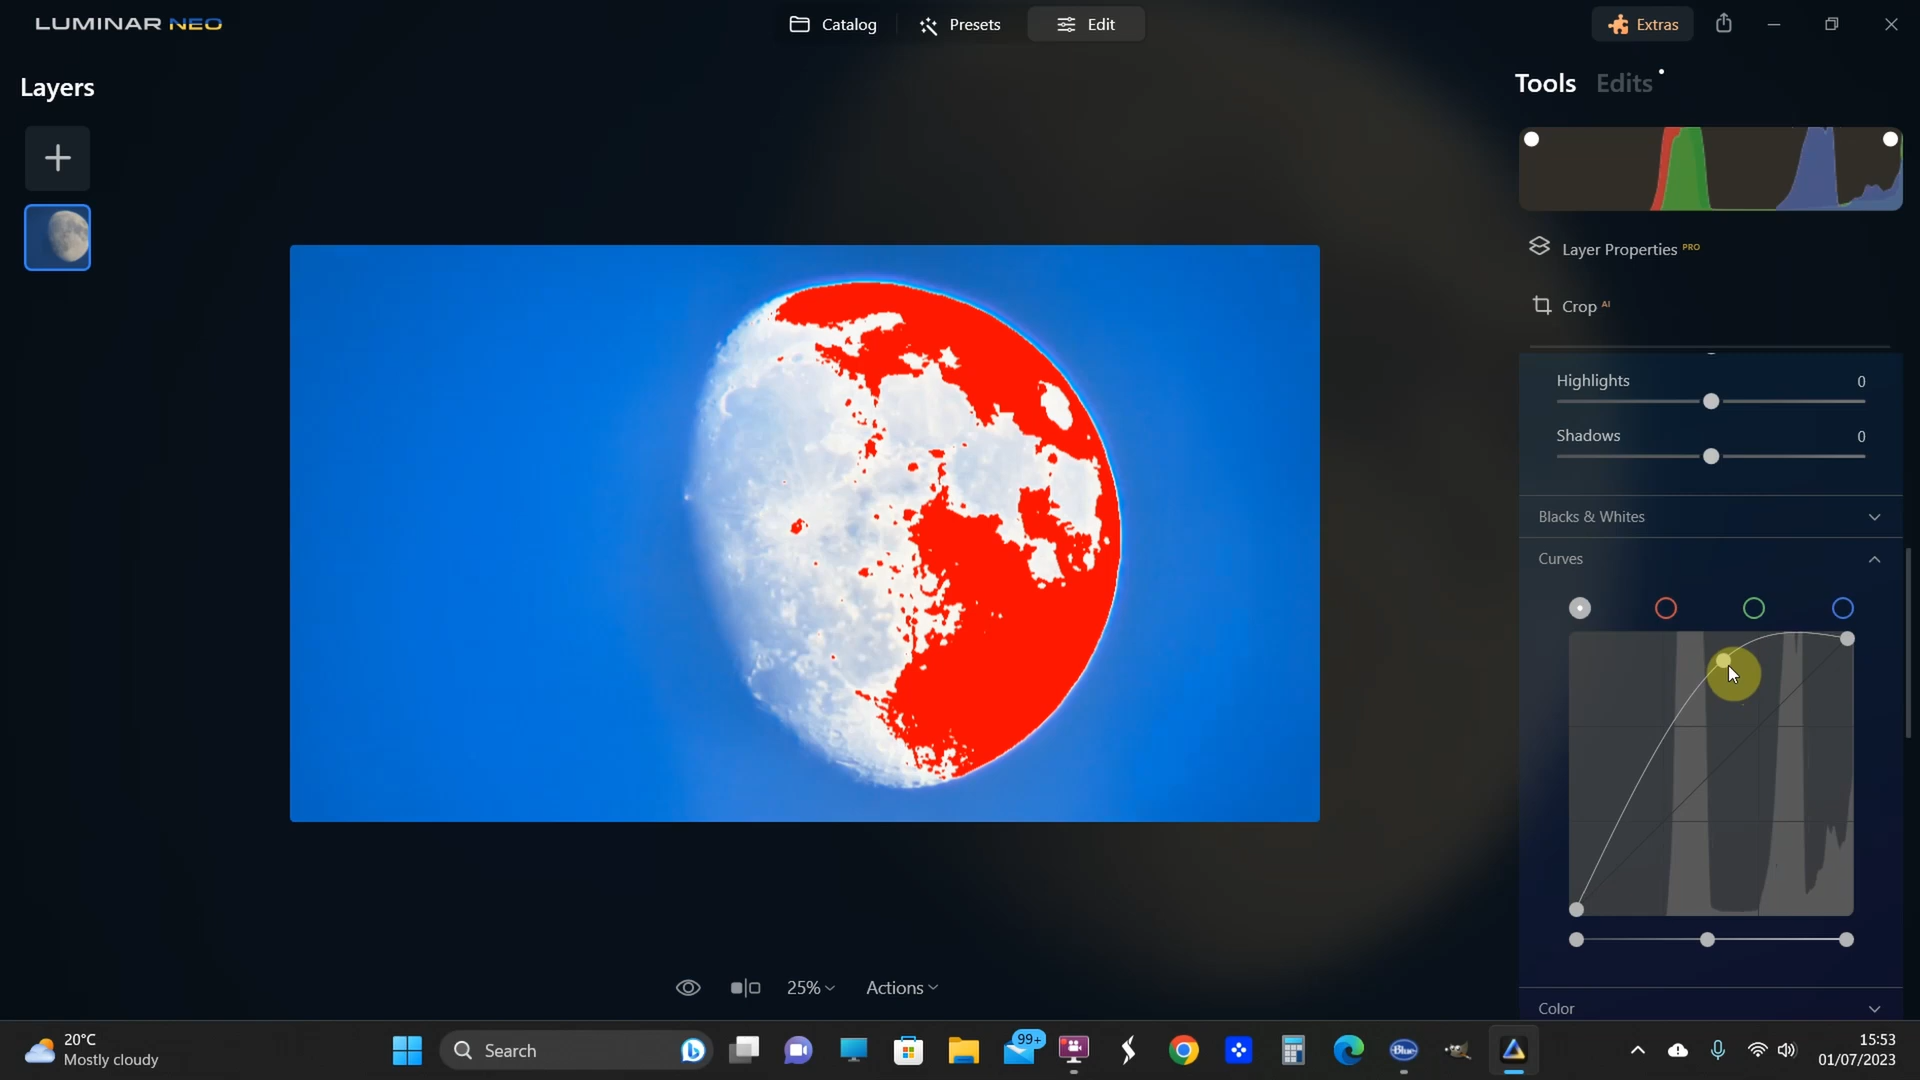 LUMINAR NEO
Catalog
Presets
Edit
Extras
Layers
Tools Edits
Layer Properties PRO
Crop AI
Highlights 0
Shadows 0
Blacks & Whites
Curves
Color
25%
Actions
20°C
Mostly cloudy
Search
99+
Blue
15:53
01/07/2023